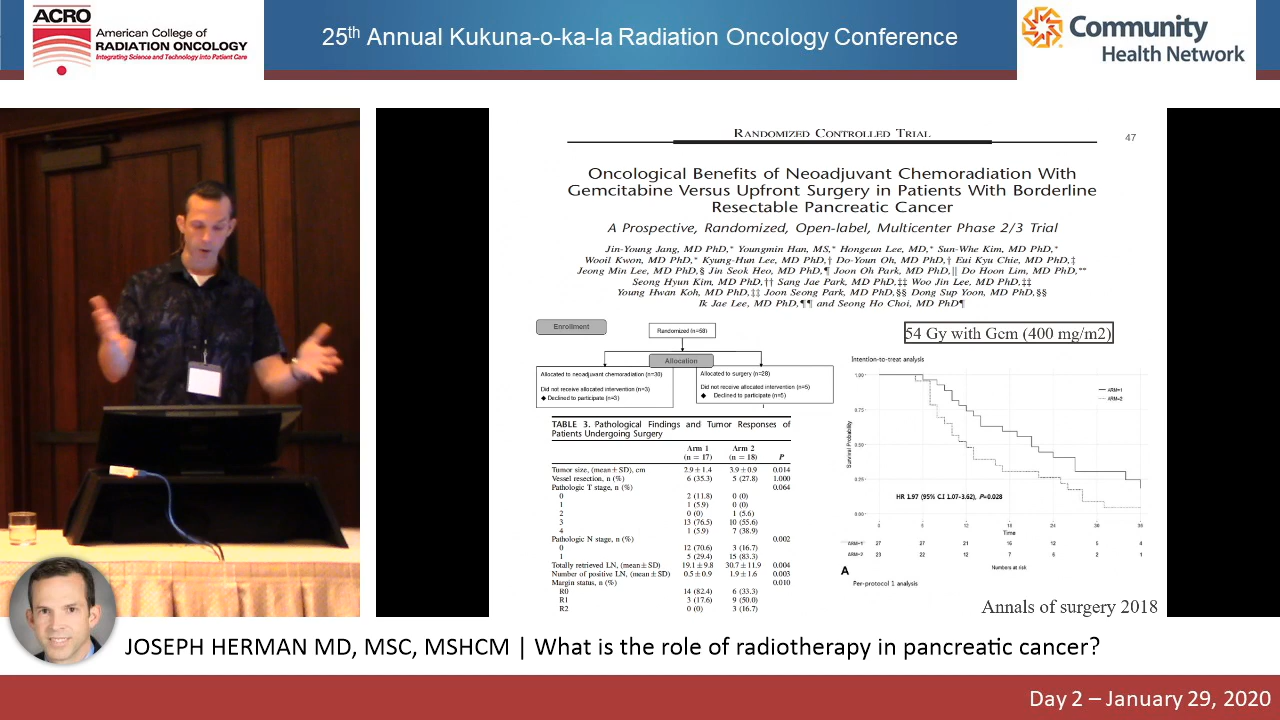 ACRO
American College of
RADIATION ONCOLOGY
Integrating Science and Technology Into Patient Care
25th Annual Kukuna-o-ka-la Radiation Oncology Conference
Community
Health Network
RANDOMIZED CONTROLLED TRIAL
47
Oncological Benefits of Neoadjuvant Chemoradiation With
Gemcitabine Versus Upfront Surgery in Patients With Borderline
Resectable Pancreatic Cancer
A Prospective, Randomized, Open-label, Multicenter Phase 2/3 Trial
Jin-Young Jang, MD PhD,* Youngmin Han, MS,* Hongeun Lee, MD,* Sun-Whe Kim, MD PhD,*
Wooil Kwon, MD PhD,* Kyung-Hun Lee, MD PhD,† Do-Youn Oh, MD PhD,† Eui Kyu Chie, MD PhD,‡
Jeong Min Lee, MD PhD,§ Jin Seok Heo, MD PhD,¶ Joon Oh Park, MD PhD,|| Do Hoon Lim, MD PhD,**
Seong Hyun Kim, MD PhD,†† Sang Jae Park, MD PhD,‡‡ Woo Jin Lee, MD PhD,‡‡
Young Hwan Koh, MD PhD,‡‡ Joon Seong Park, MD PhD,§§ Dong Sup Yoon, MD PhD,§§
Ik Jae Lee, MD PhD,¶¶ and Seong Ho Choi, MD PhD¶
Enrollment
Randomized (n=58)
Allocation
Allocated to neoadjuvant chemoradiation (n=30)
Did not receive allocated intervention (n=3)
◆ Declined to participate (n=3)
Allocated to surgery (n=28)
Did not receive allocated intervention (n=5)
◆ Declined to participate (n=5)
TABLE 3. Pathological Findings and Tumor Responses of
Patients Undergoing Surgery
Arm 1 Arm 2
(n = 17) (n = 18) P
Tumor size, (mean±SD), cm 2.9±1.4 3.9±0.9 0.014
Vessel resection, n (%) 6 (35.3) 5 (27.8) 1.000
Pathologic T stage, n (%) 0.064
0 2 (11.8) 0 (0)
1 1 (5.9) 0 (0)
2 0 (0) 1 (5.6)
3 13 (76.5) 10 (55.6)
4 1 (5.9) 7 (38.9)
Pathologic N stage, n (%) 0.002
0 12 (70.6) 3 (16.7)
1 5 (29.4) 15 (83.3)
Totally retrieved LN, (mean±SD) 19.1±9.8 30.7±11.9 0.004
Number of positive LN, (mean±SD) 0.5±0.9 1.9±1.6 0.003
Margin status, n (%) 0.010
R0 14 (82.4) 6 (33.3)
R1 3 (17.6) 9 (50.0)
R2 0 (0) 3 (16.7)
54 Gy with Gem (400 mg/m2)
Intention-to-treat analysis
1.00
0.75
0.50
0.25
0.00
Survival Probability
ARM=1
ARM=2
HR 1.97 (95% C.I 1.07-3.62), P=0.028
0 6 12 18 24 30 36
Time
ARM=1 27 27 21 16 12 5 4
ARM=2 23 22 12 7 6 2 1
Numbers at risk
A
Per-protocol 1 analysis
Annals of surgery 2018
JOSEPH HERMAN MD, MSC, MSHCM | What is the role of radiotherapy in pancreatic cancer?
Day 2 – January 29, 2020